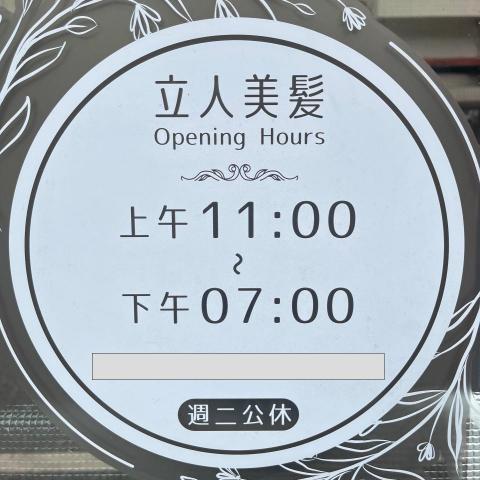 立人美髮
Opening Hours
上午11:00
~
下午07:00
週二公休